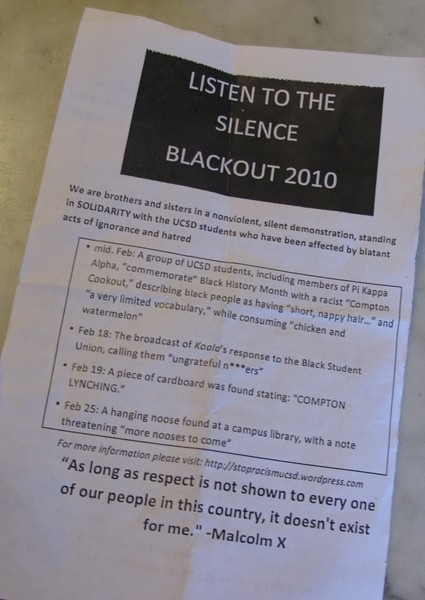 LISTEN TO THE
SILENCE
BLACKOUT 2010
We are brothers and sisters in a nonviolent, silent demonstration, standing
in SOLIDARITY with the UCSD students who have been affected by blatant
acts of ignorance and hatred
• mid. Feb: A group of UCSD students, including members of Pi Kappa
Alpha, "commemorate" Black History Month with a racist "Compton
Cookout," describing black people as having "short, nappy hair…" and
"a very limited vocabulary," while consuming "chicken and
watermelon"
• Feb 18: The broadcast of Koala's response to the Black Student
Union, calling them "ungrateful n***ers"
• Feb 19: A piece of cardboard was found stating: "COMPTON
LYNCHING."
• Feb 25: A hanging noose found at a campus library, with a note
threatening "more nooses to come"
For more information please visit: http://stopracismucsd.wordpress.com
"As long as respect is not shown to every one
of our people in this country, it doesn't exist
for me." -Malcolm X